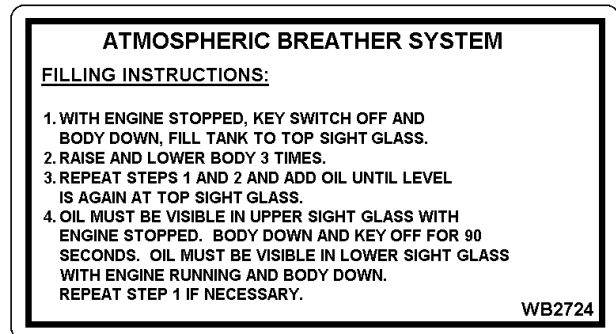 ATMOSPHERIC BREATHER SYSTEM
FILLING INSTRUCTIONS:
1. WITH ENGINE STOPPED, KEY SWITCH OFF AND
BODY DOWN, FILL TANK TO TOP SIGHT GLASS.
2. RAISE AND LOWER BODY 3 TIMES.
3. REPEAT STEPS 1 AND 2 AND ADD OIL UNTIL LEVEL
IS AGAIN AT TOP SIGHT GLASS.
4. OIL MUST BE VISIBLE IN UPPER SIGHT GLASS WITH
ENGINE STOPPED. BODY DOWN AND KEY OFF FOR 90
SECONDS. OIL MUST BE VISIBLE IN LOWER SIGHT GLASS
WITH ENGINE RUNNING AND BODY DOWN.
REPEAT STEP 1 IF NECESSARY.
WB2724